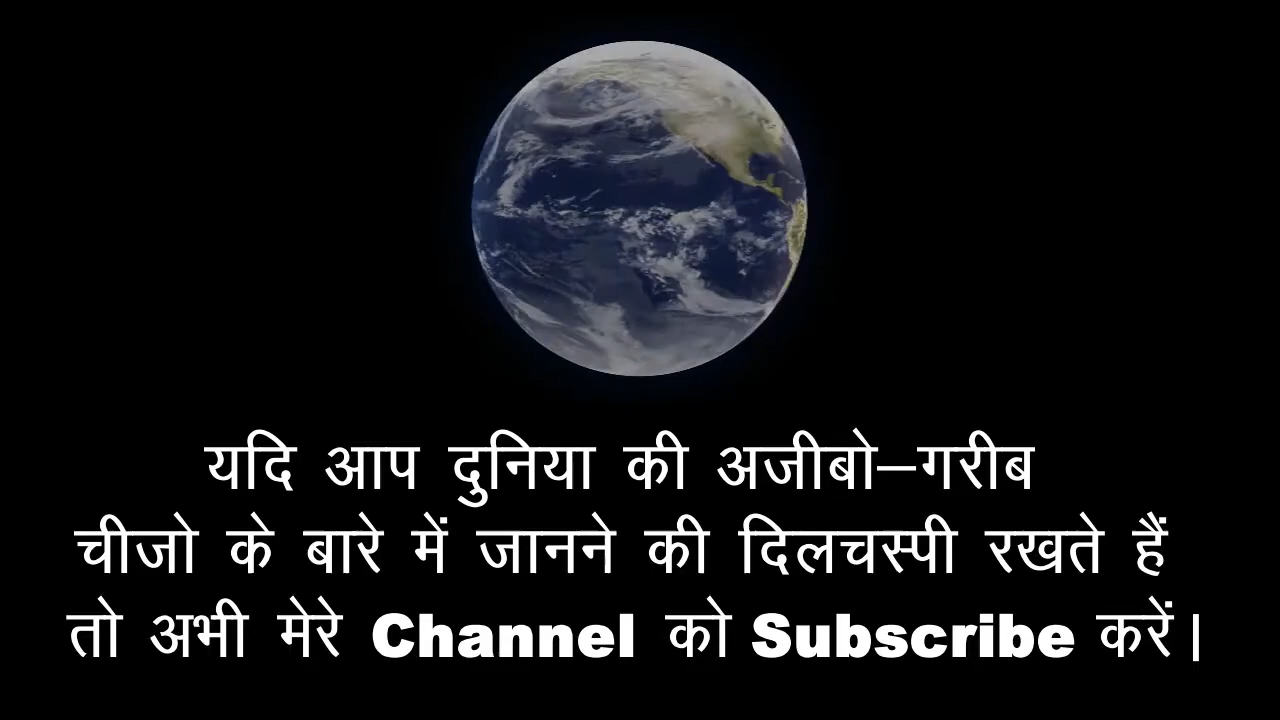 यदि आप दुनिया की अजीबो–गरीब
चीजो के बारे में जानने की दिलचस्पी रखते हैं
तो अभी मेरे Channel को Subscribe करें।